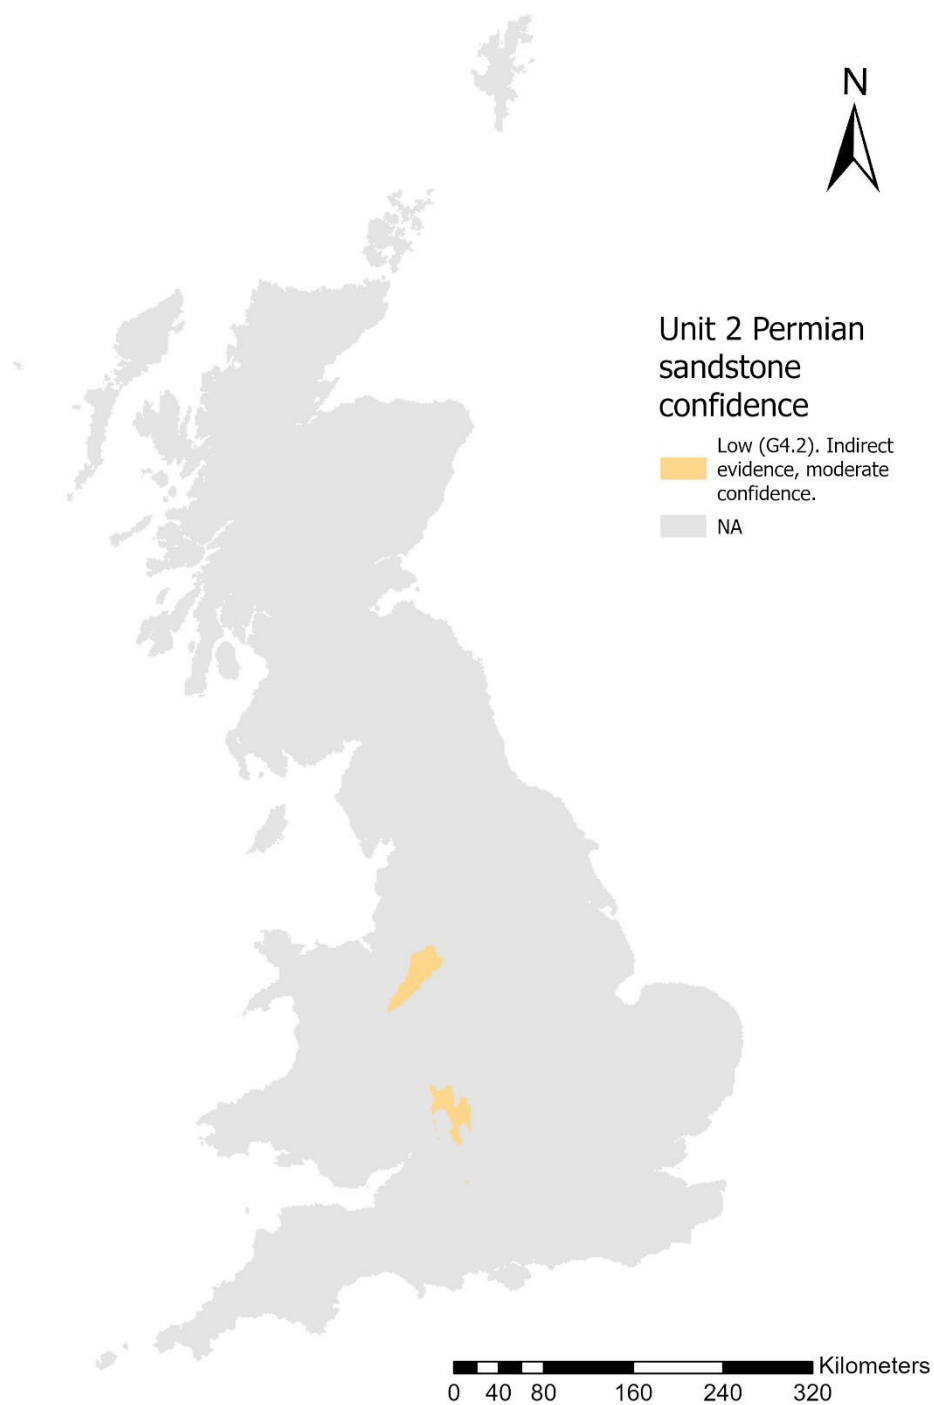 N
Unit 2 Permian
sandstone
confidence
Low (G4.2). Indirect
evidence, moderate
confidence.
NA
Kilometers
0 40 80 160 240 320